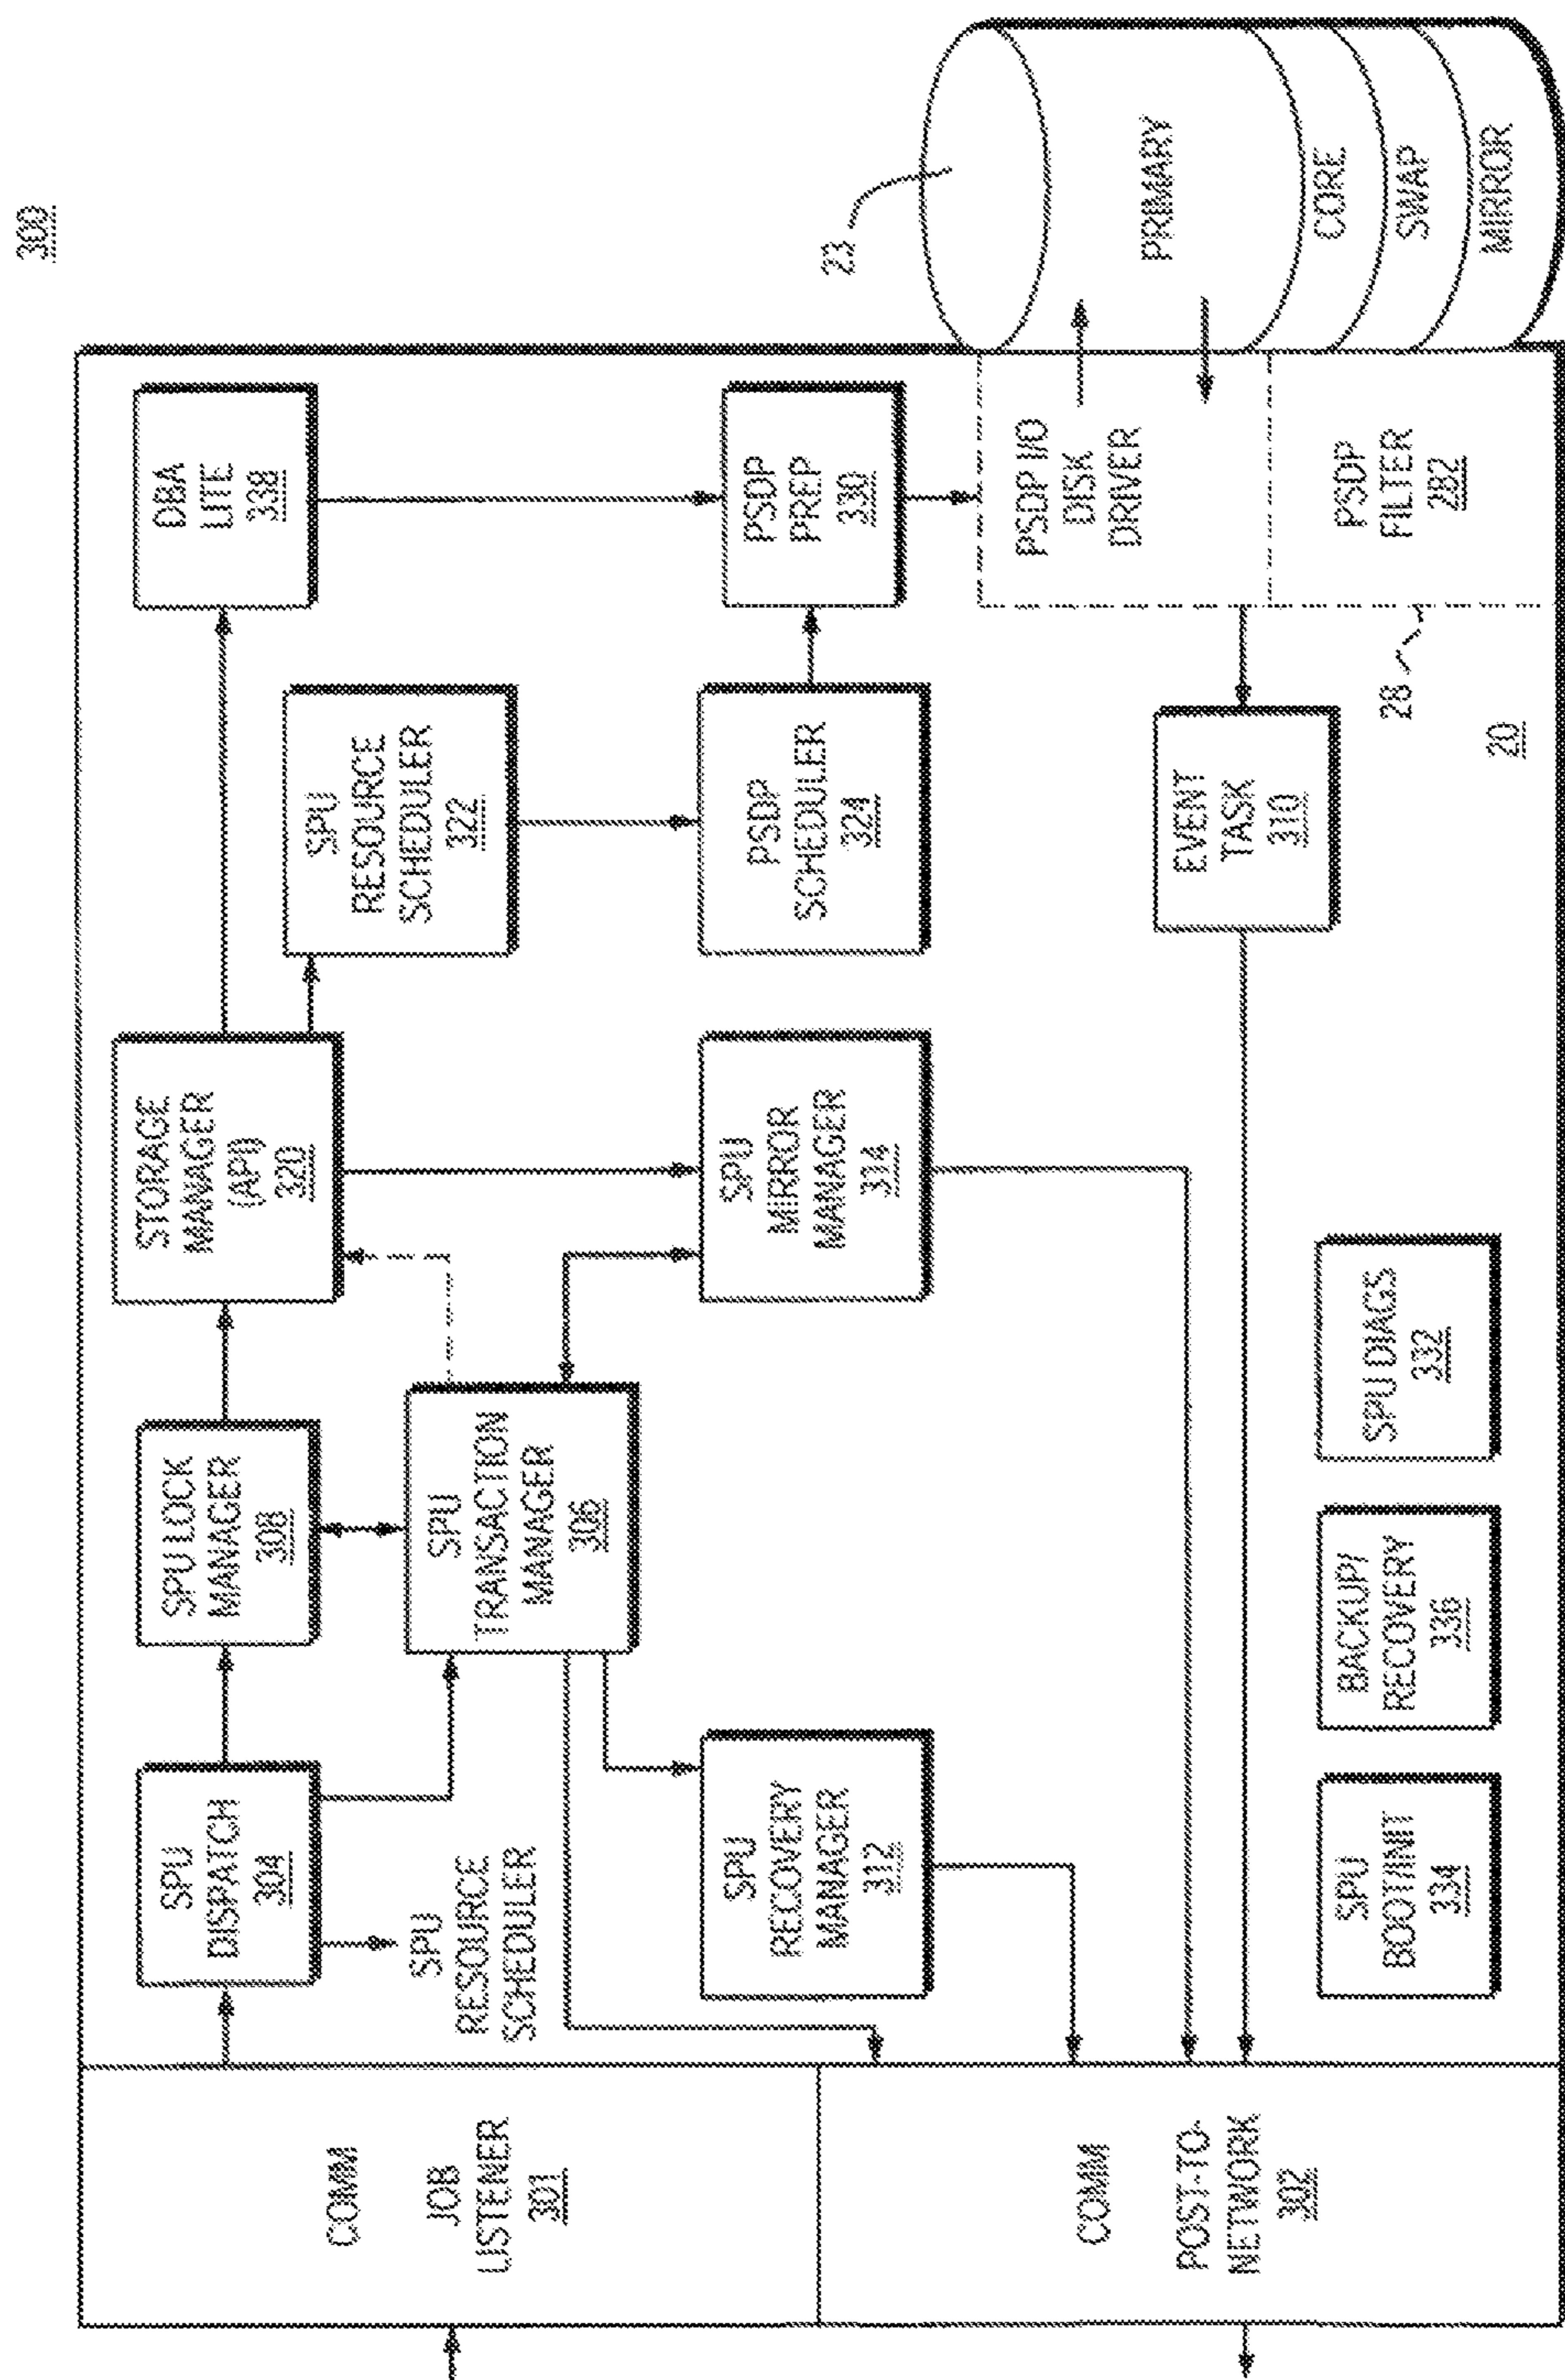 300
COMM
JOB
LISTENER
301
COMM
POST-TO-
NETWORK
302
SPU
DISPATCH
304
SPU
RESOURCE
SCHEDULER
SPU LOCK
MANAGER
308
SPU
TRANSACTION
MANAGER
306
SPU
RECOVERY
MANAGER
312
STORAGE
MANAGER
(API)
320
SPU
MIRROR
MANAGER
314
SPU
RESOURCE
SCHEDULER
322
PSDP
SCHEDULER
324
DBA
LITE
338
PSDP
PREP
330
PSDP I/O
DISK
DRIVER
PSDP
FILTER
282
28
20
EVENT
TASK
310
SPU
BOOT/INIT
334
BACKUP/
RECOVERY
336
SPU DIAGS
332
23
PRIMARY
CORE
SWAP
MIRROR